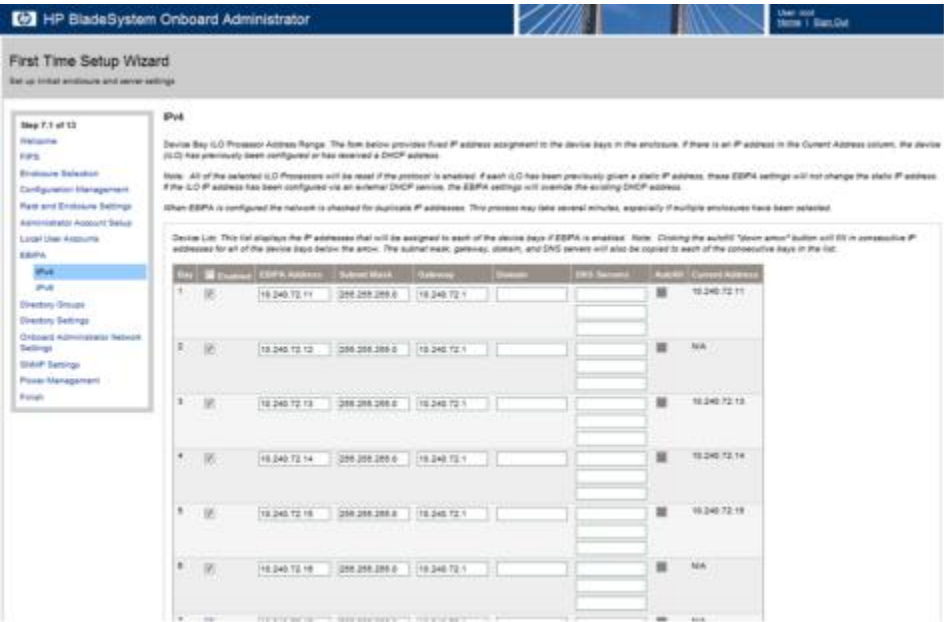 HP BladeSystem Onboard Administrator
User: root
Home | Sign Out
First Time Setup Wizard
Set up initial enclosure and server settings
Step 7.1 of 13
Welcome
FIPS
Enclosure Selection
Configuration Management
Rack and Enclosure Settings
Administrator Account Setup
Local User Accounts
EBIPA
IPv4
IPv6
Directory Groups
Directory Settings
Onboard Administrator Network
Settings
SNMP Settings
Power Management
Finish
IPv4
Device Bay iLO Processor Address Range. The form below provides fixed IP address assignment to the device bays in the enclosure. If there is an IP address in the Current Address column, the device
(iLO) has previously been configured or has received a DHCP address.
Note: All of the selected iLO Processors will be reset if the protocol is enabled. If each iLO has been previously given a static IP address, these EBIPA settings will not change the static IP address.
If the iLO IP address has been configured via an external DHCP service, the EBIPA settings will override the existing DHCP address.
When EBIPA is configured the network is checked for duplicate IP addresses. This process may take several minutes, especially if multiple enclosures have been selected.
Device List: This list displays the IP addresses that will be assigned to each of the device bays if EBIPA is enabled. Note: Clicking the autofill "down arrow" button will fill in consecutive IP
addresses for all of the device bays below the arrow. The subnet mask, gateway, domain, and DNS servers will also be copied to each of the consecutive bays in the list.
Bay Enabled EBIPA Address Subnet Mask Gateway Domain DNS Servers Autofill Current Address
1 10.240.72.11 255.255.255.0 10.240.72.1 10.240.72.11
2 10.240.72.12 255.255.255.0 10.240.72.1 N/A
3 10.240.72.13 255.255.255.0 10.240.72.1 10.240.72.13
4 10.240.72.14 255.255.255.0 10.240.72.1 10.240.72.14
5 10.240.72.15 255.255.255.0 10.240.72.1 10.240.72.15
6 10.240.72.16 255.255.255.0 10.240.72.1 N/A